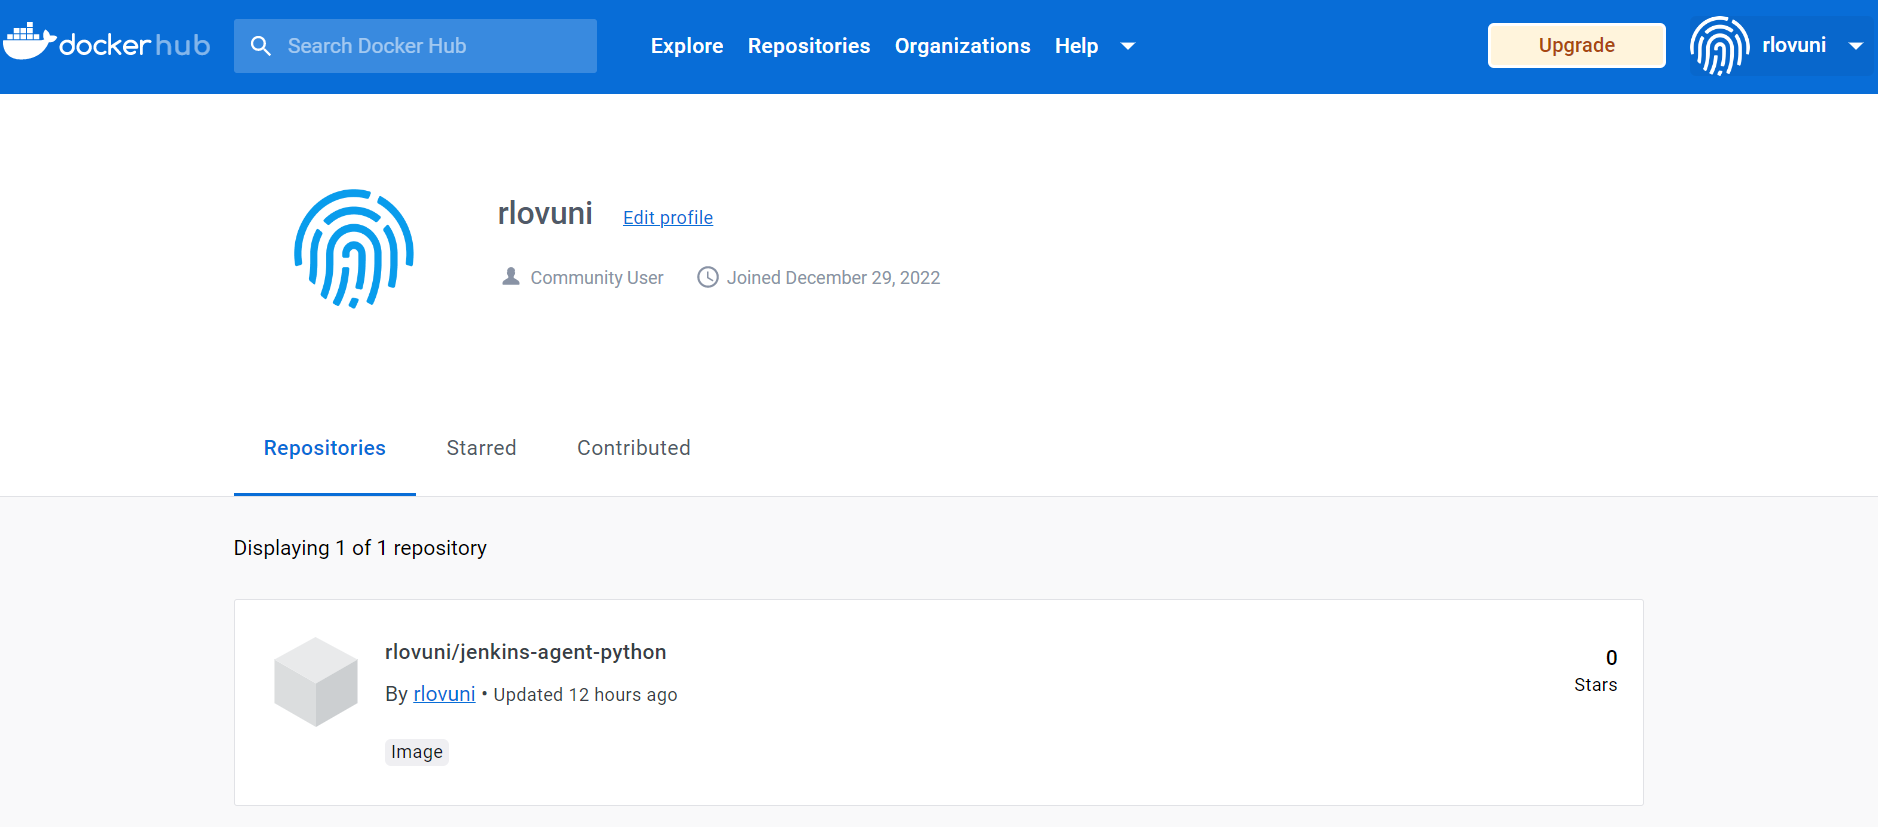 docker hub
Search Docker Hub
Explore Repositories Organizations Help
Upgrade
rlovuni
rlovuni Edit profile
Community User Joined December 29, 2022
Repositories Starred Contributed
Displaying 1 of 1 repository
rlovuni/jenkins-agent-python
By rlovuni • Updated 12 hours ago
Image
0
Stars